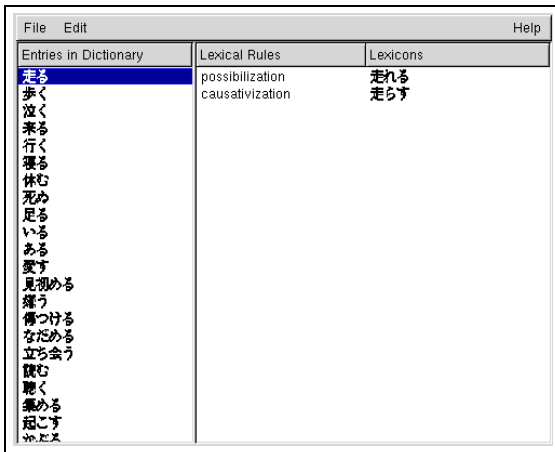 File Edit Help
Entries in Dictionary Lexical Rules Lexicons
走る possibilization 走れる
歩く causativization 走らす
泣く
来る
行く
寝る
休む
死ぬ
足る
いる
ある
愛す
見初める
嫌う
傷つける
なだめる
立ち会う
読む
聴く
集める
起こす